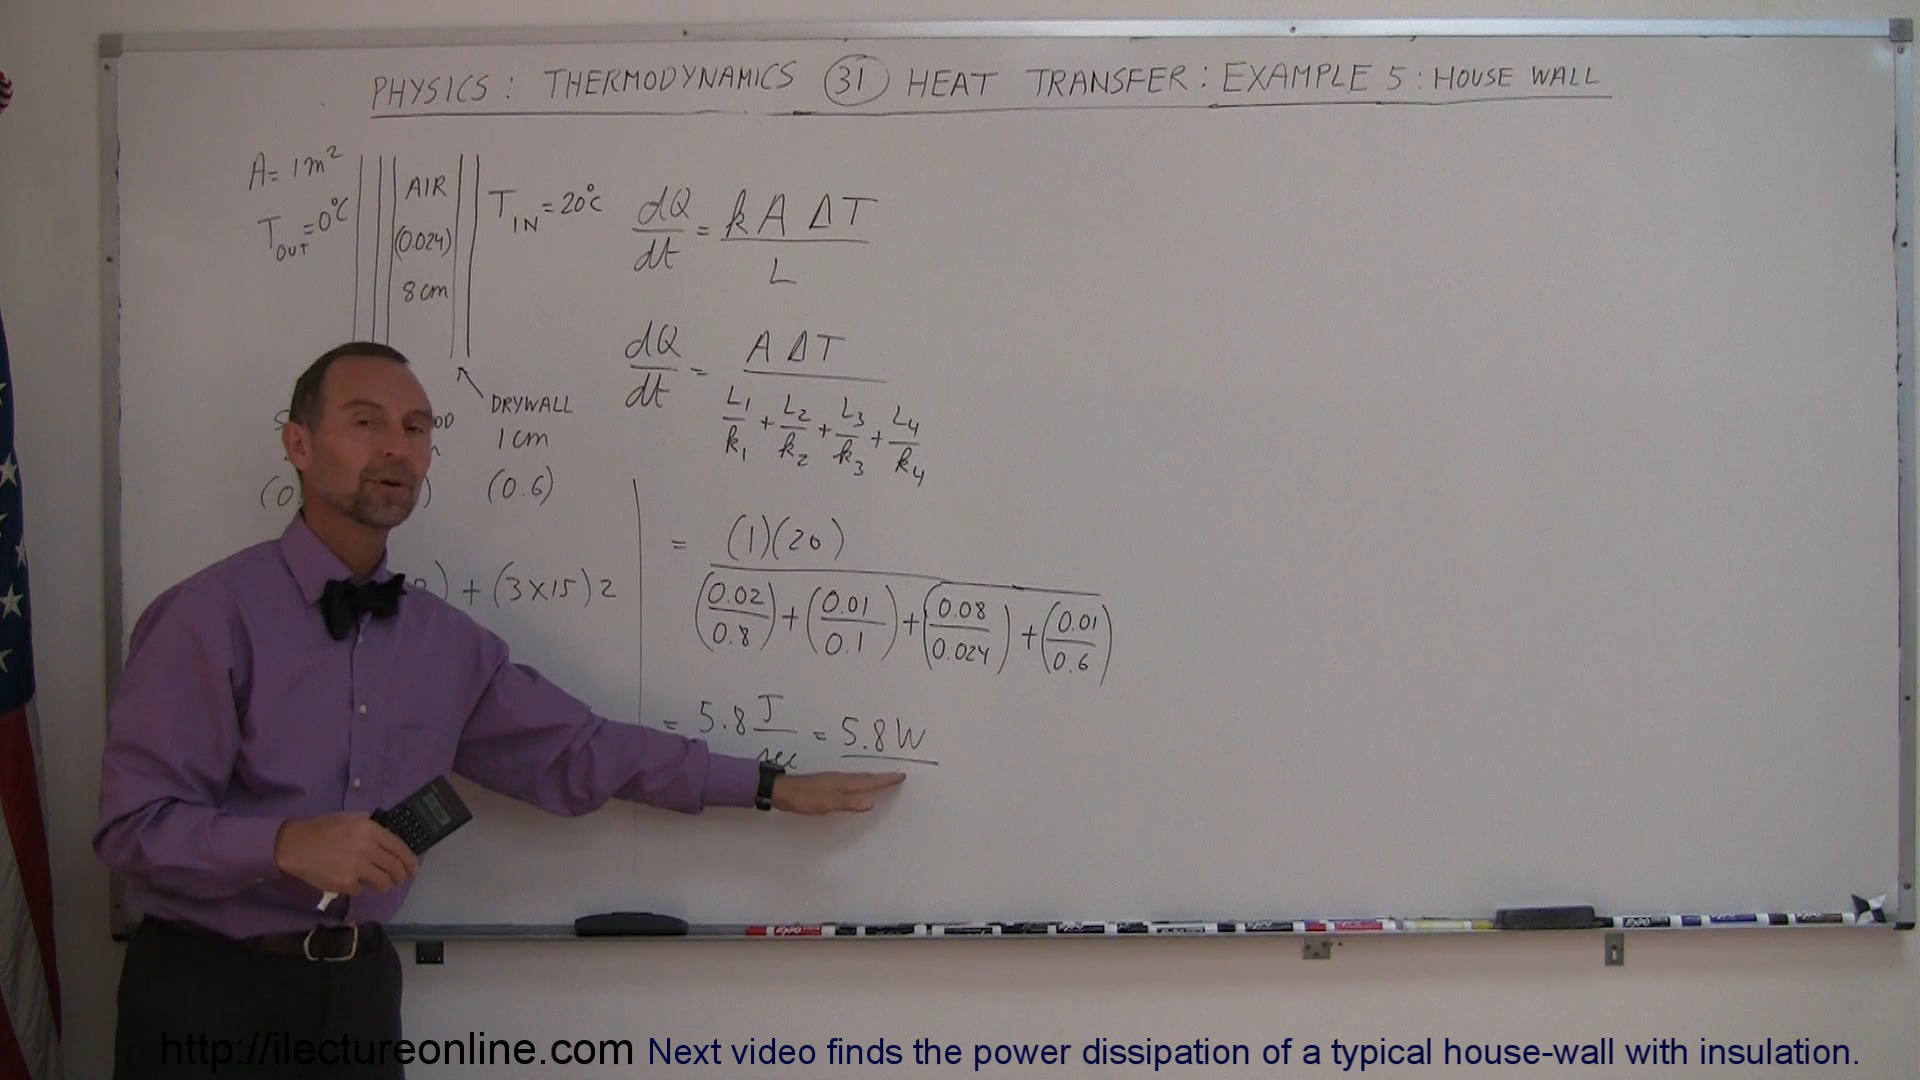 PHYSICS: THERMODYNAMICS (31) HEAT TRANSFER: EXAMPLE 5: HOUSE WALL
A = 1m²
T_OUT = 0°C
AIR
(0.024)
8 cm
T_IN = 20°C
DRYWALL
1 cm
(0.6)
+ (3×15)2
dQ/dt = kAΔT/L
dQ/dt = AΔT/(L₁/k₁ + L₂/k₂ + L₃/k₃ + L₄/k₄)
= (1)(20)/((0.02/0.8) + (0.01/0.1) + (0.08/0.024) + (0.01/0.6))
= 5.8 J/sec = 5.8 W
EXPO
http://ilectureonline.com Next video finds the power dissipation of a typical house-wall with insulation.